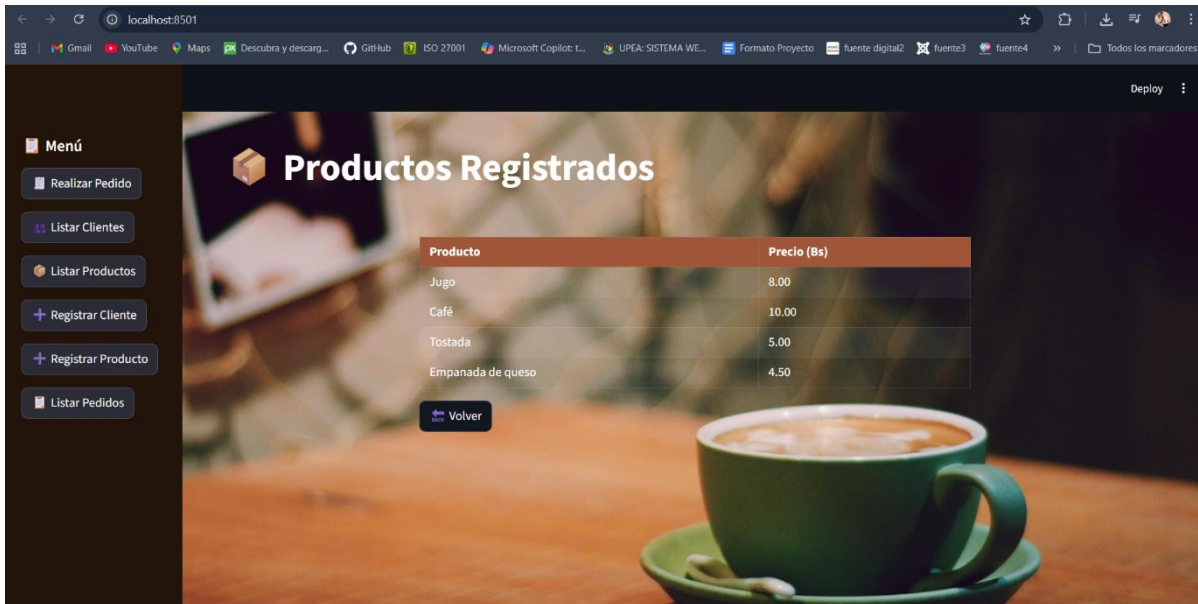 localhost:8501
Gmail YouTube Maps Descubra y descarg... GitHub ISO 27001 Microsoft Copilot: t... UPEA: SISTEMA WE... Formato Proyecto fuente digital2 fuente3 fuente4 » Todos los marcadores
Deploy
Menú
Realizar Pedido
Listar Clientes
Listar Productos
Registrar Cliente
Registrar Producto
Listar Pedidos
Productos Registrados
Producto Precio (Bs)
Jugo 8.00
Café 10.00
Tostada 5.00
Empanada de queso 4.50
BACK Volver